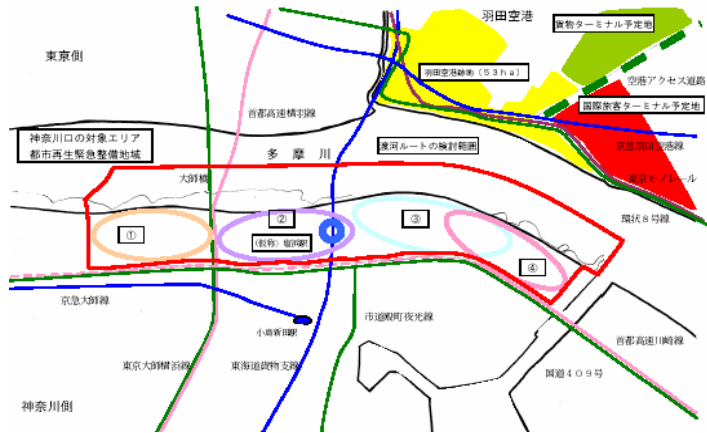 羽田空港
貨物ターミナル予定地
東京側
羽田空港跡地(53ha)
空港アクセス道路
国際旅客ターミナル予定地
首都高速横羽線
神奈川口の対象エリア
都市再生緊急整備地域
多摩川
渡河ルートの検討範囲
京急羽田空港線
東京モノレール
大師橋
環状8号線
①
②
③
(仮称)塩浜駅
④
京急大師線
小島新田駅
市道殿町夜光線
首都高速川崎線
東京大師横浜線
東海道貨物支線
国道409号
神奈川側